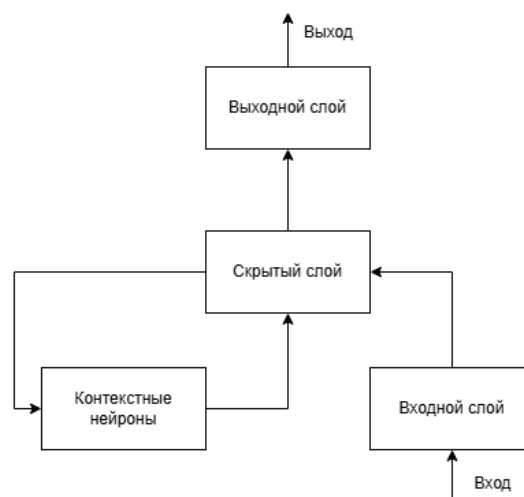 Выход
Выходной слой
Скрытый слой
Контекстные
нейроны
Входной слой
Вход